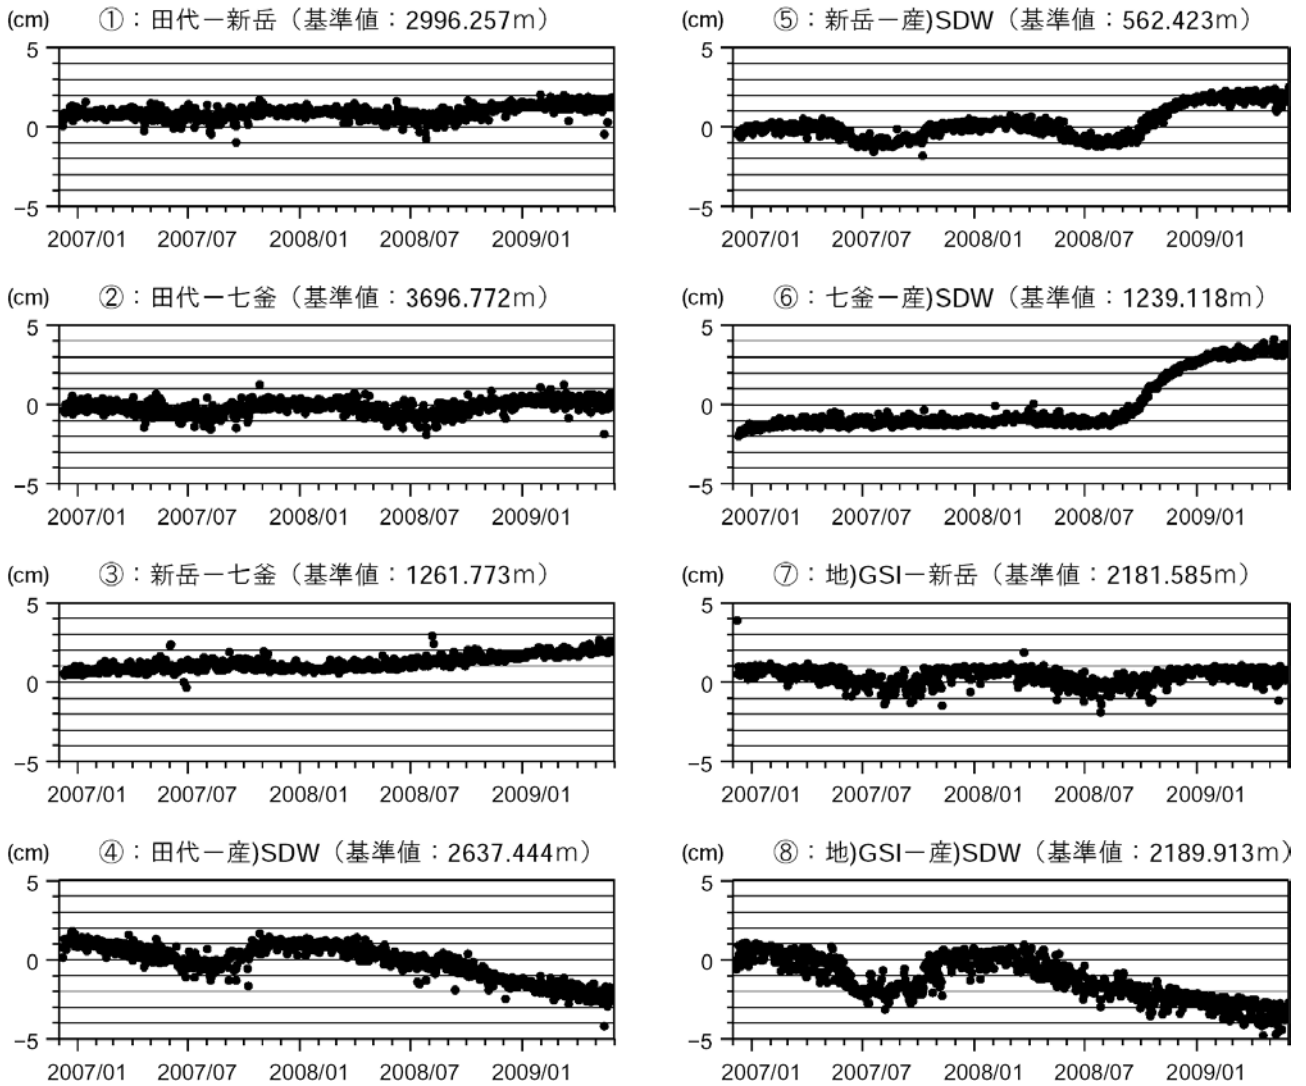 (cm) ①：田代－新岳（基準値：2996.257m）
5
0
−5
2007/01 2007/07 2008/01 2008/07 2009/01
(cm) ⑤：新岳－産)SDW（基準値：562.423m）
5
0
−5
2007/01 2007/07 2008/01 2008/07 2009/01
(cm) ②：田代－七釜（基準値：3696.772m）
5
0
−5
2007/01 2007/07 2008/01 2008/07 2009/01
(cm) ⑥：七釜－産)SDW（基準値：1239.118m）
5
0
−5
2007/01 2007/07 2008/01 2008/07 2009/01
(cm) ③：新岳－七釜（基準値：1261.773m）
5
0
−5
2007/01 2007/07 2008/01 2008/07 2009/01
(cm) ⑦：地)GSI－新岳（基準値：2181.585m）
5
0
−5
2007/01 2007/07 2008/01 2008/07 2009/01
(cm) ④：田代－産)SDW（基準値：2637.444m）
5
0
−5
2007/01 2007/07 2008/01 2008/07 2009/01
(cm) ⑧：地)GSI－産)SDW（基準値：2189.913m）
5
0
−5
2007/01 2007/07 2008/01 2008/07 2009/01